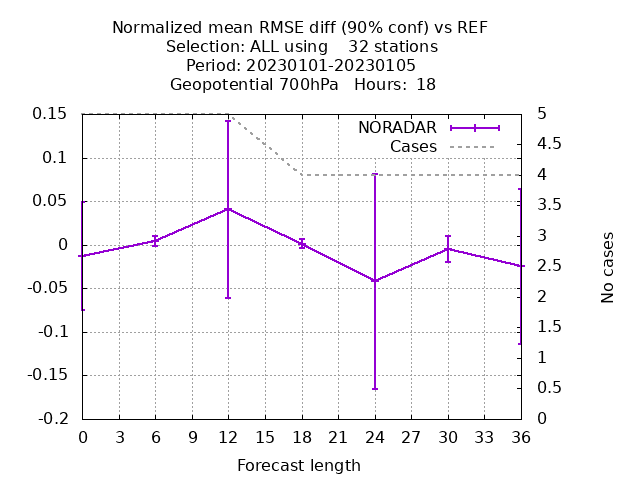 Normalized mean RMSE diff (90% conf) vs REF
Selection: ALL using    32 stations
Period: 20230101-20230105
Geopotential 700hPa   Hours:  18
NORADAR
Cases
0.15
0.1
0.05
0
-0.05
-0.1
-0.15
-0.2
5
4.5
4
3.5
3
2.5
2
1.5
1
0.5
0
No cases
0 3 6 9 12 15 18 21 24 27 30 33 36
Forecast length